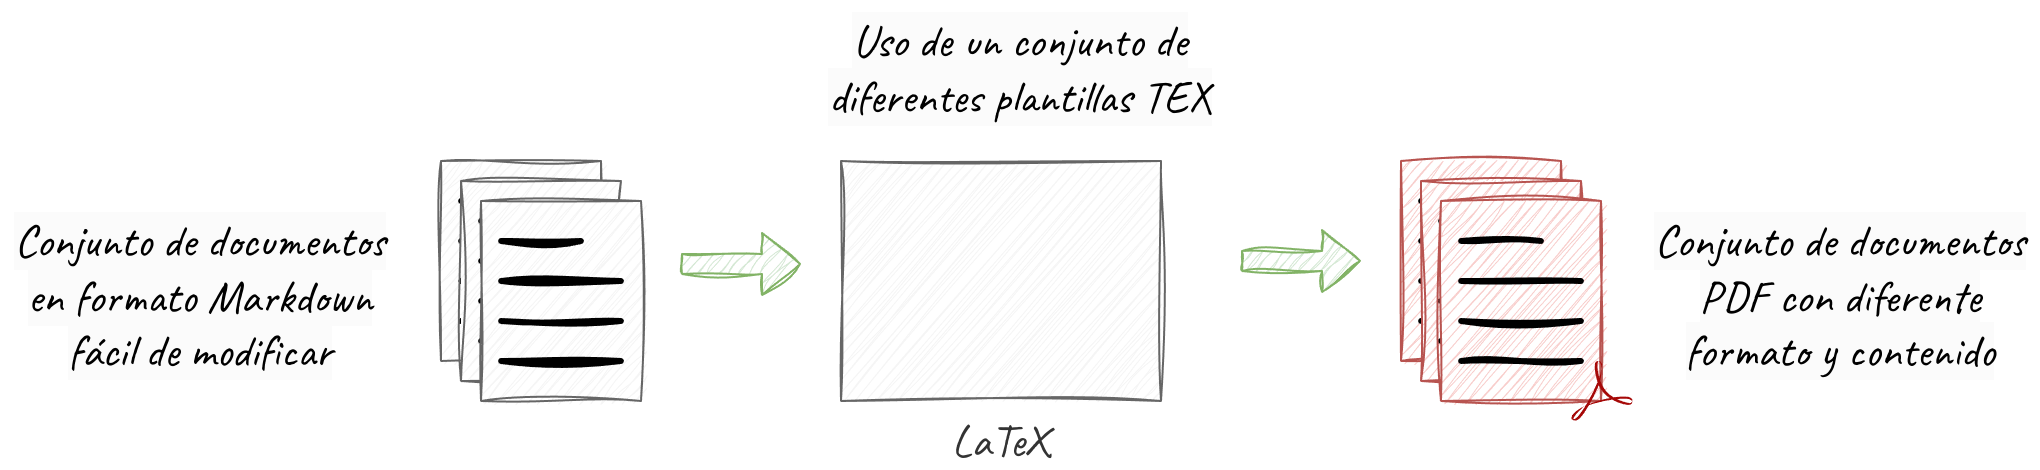 Uso de un conjunto de
diferentes plantillas TEX
Conjunto de documentos
en formato Markdown
fácil de modificar
LaTeX
Conjunto de documentos
PDF con diferente
formato y contenido